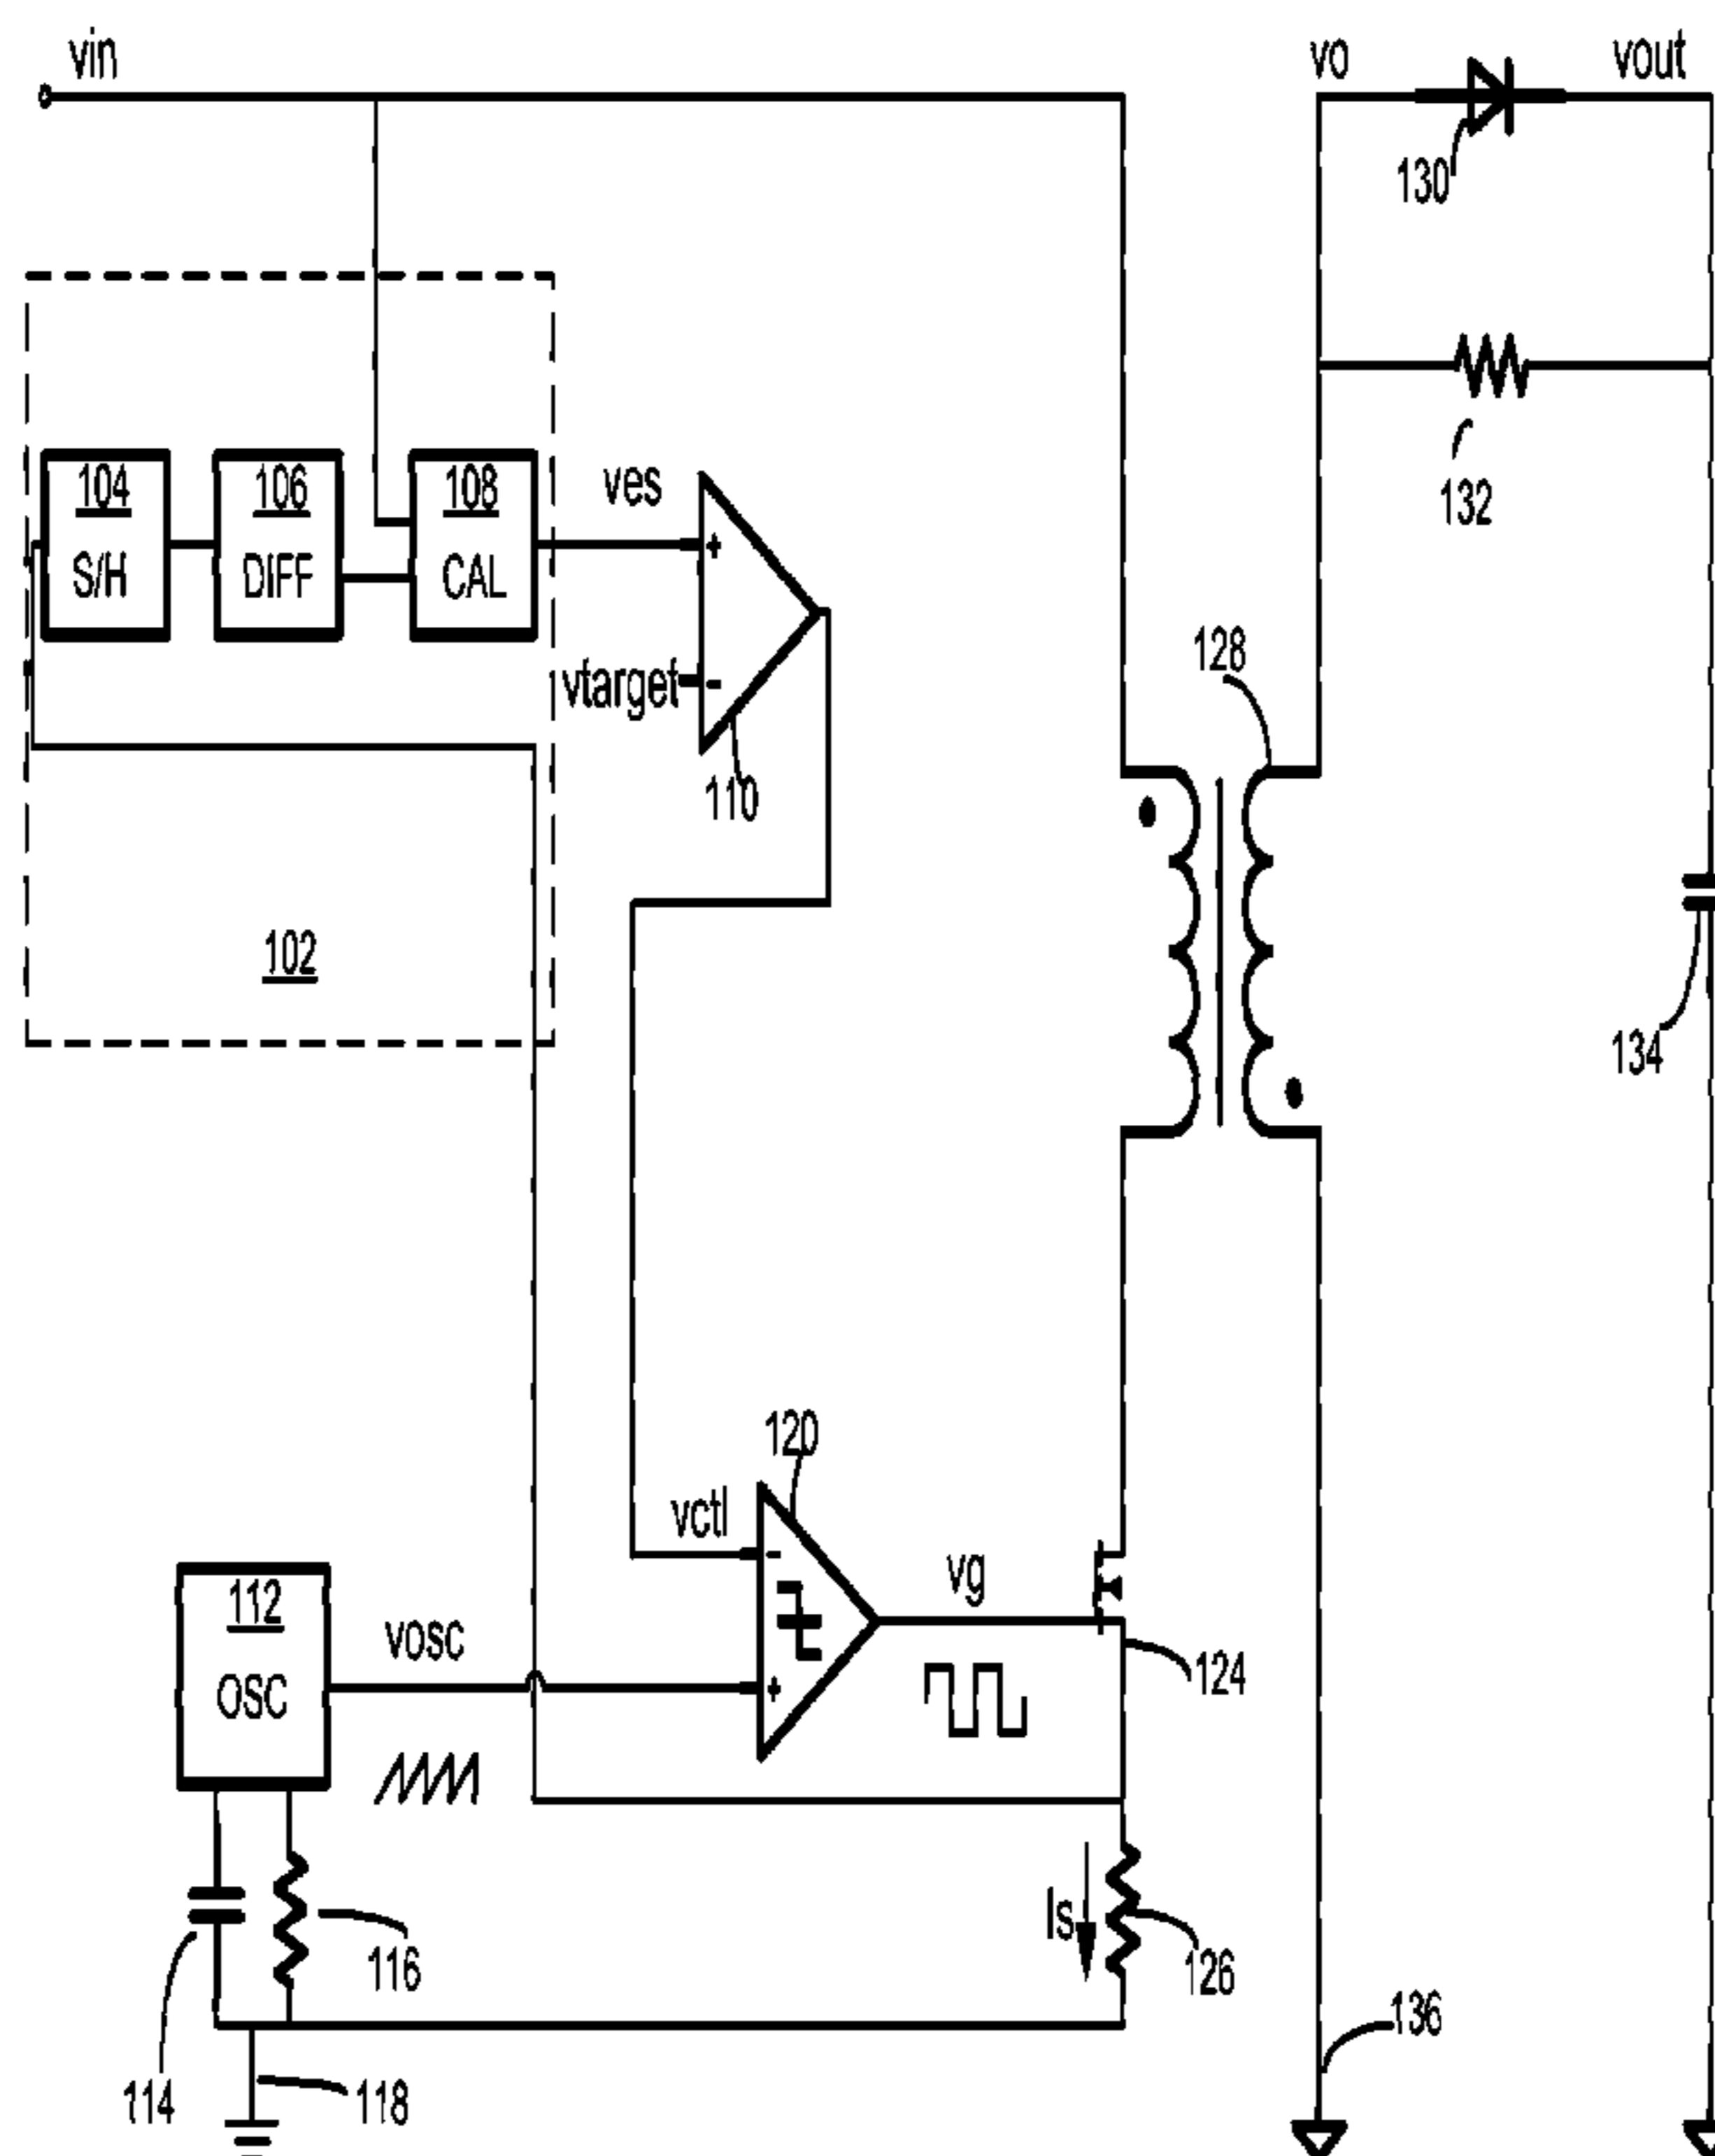 vin
vo
vout
130
132
104
S/H
106
DIFF
108
CAL
ves
+
vtarget
-
110
128
102
134
120
vctl
-
vg
112
OSC
vosc
+
124
Is
116
126
136
114
118